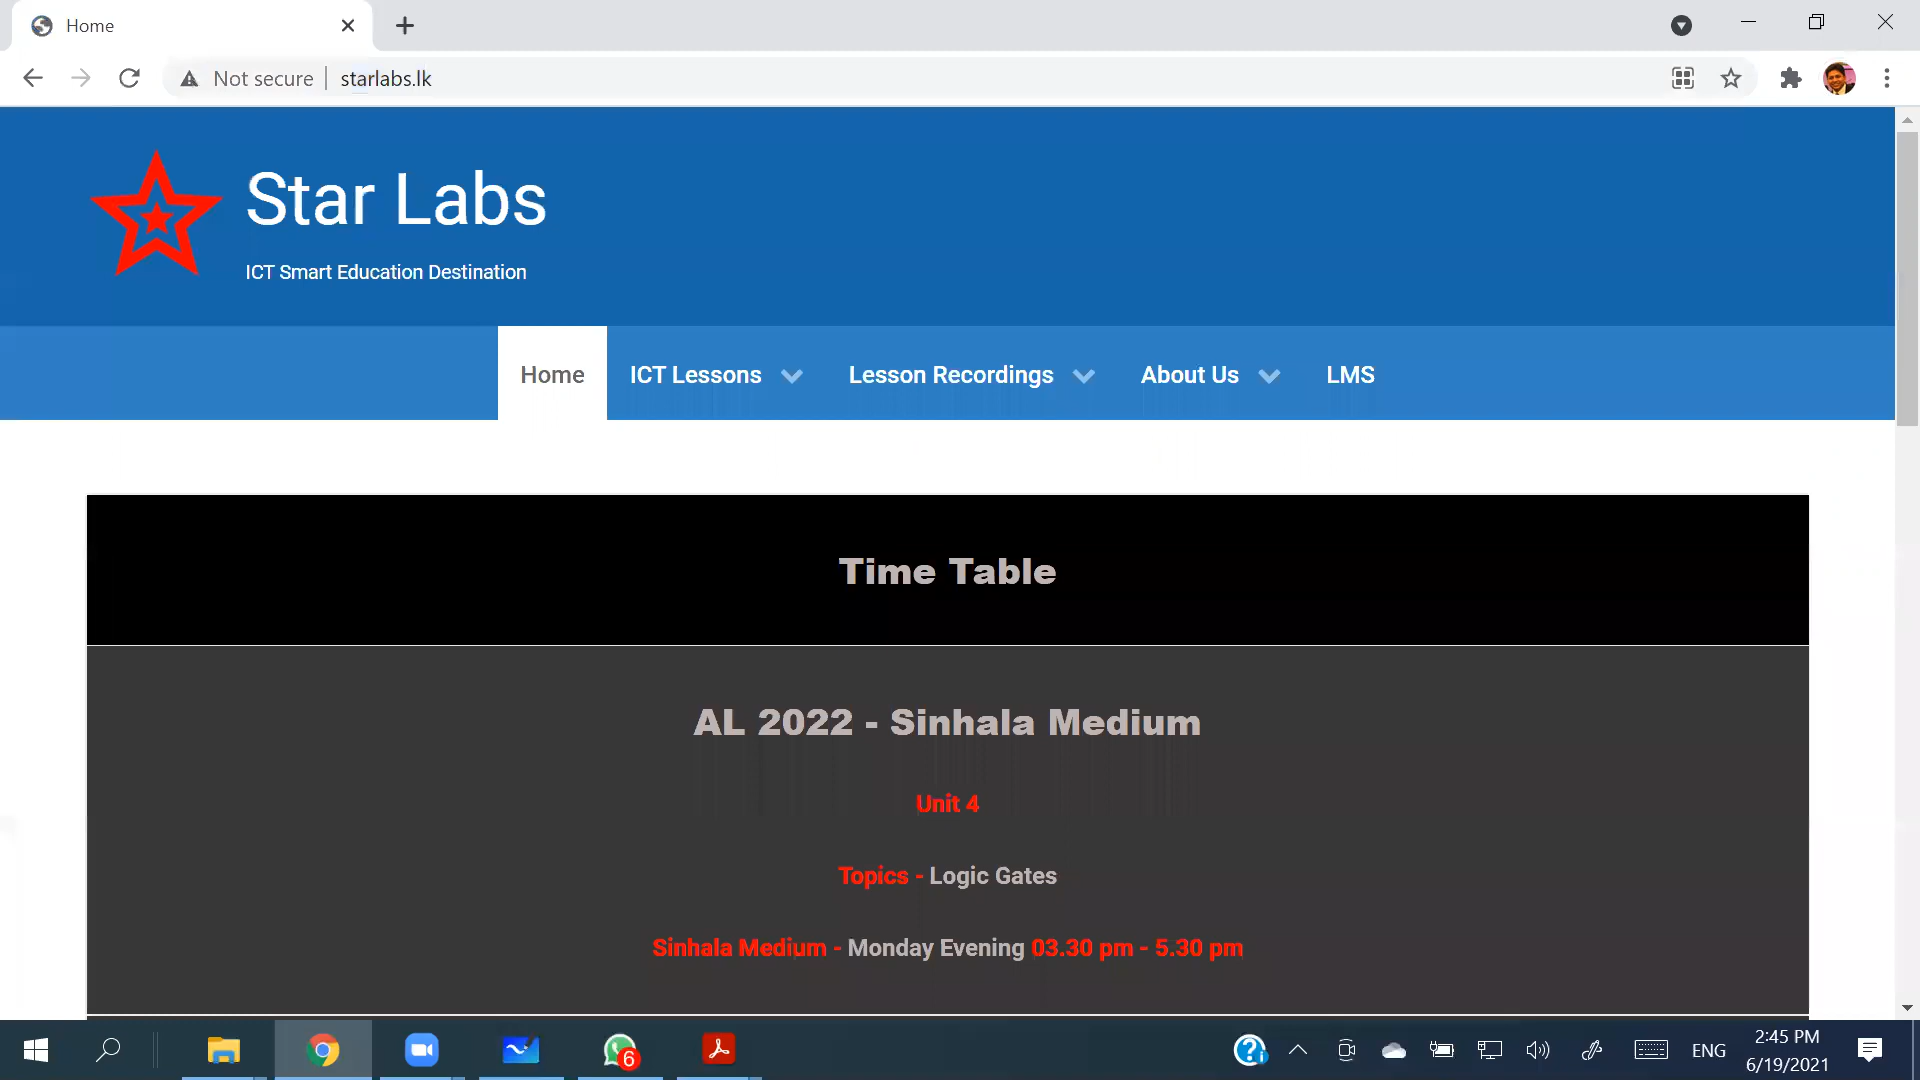 Home
Not secure
starlabs.lk
Star Labs
ICT Smart Education Destination
Home
ICT Lessons
Lesson Recordings
About Us
LMS
Time Table
AL 2022 - Sinhala Medium
Unit 4
Topics - Logic Gates
Sinhala Medium - Monday Evening 03.30 pm - 5.30 pm
6
ENG
2:45 PM
6/19/2021